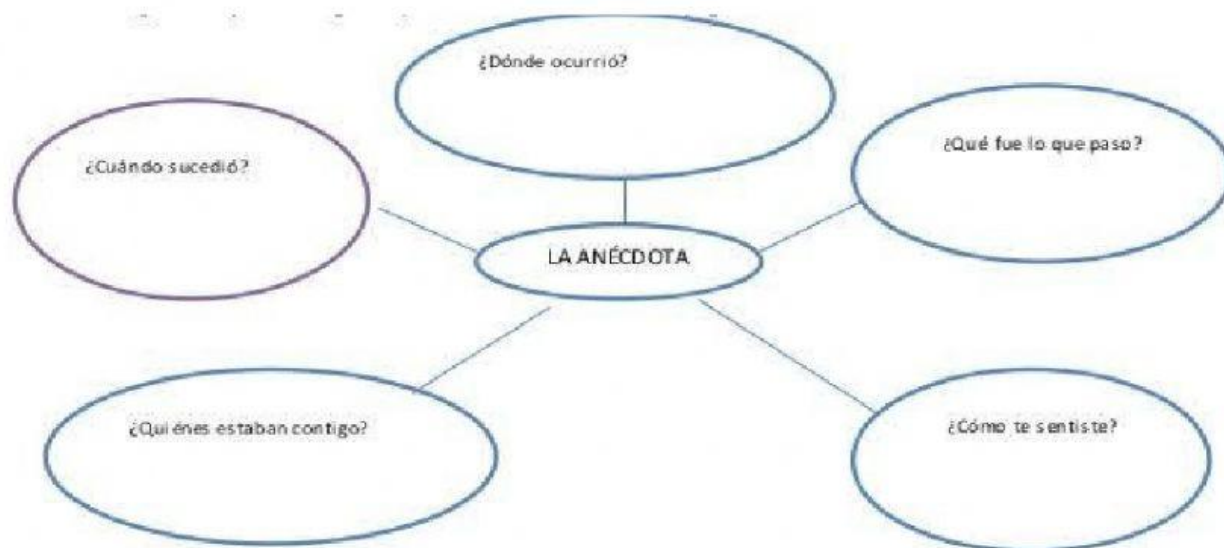 ¿Dónde ocurrió?
¿Cuándo sucedió?
¿Qué fue lo que paso?
LA ANÉCDOTA
¿Quiénes estaban contigo?
¿Cómo te sentiste?